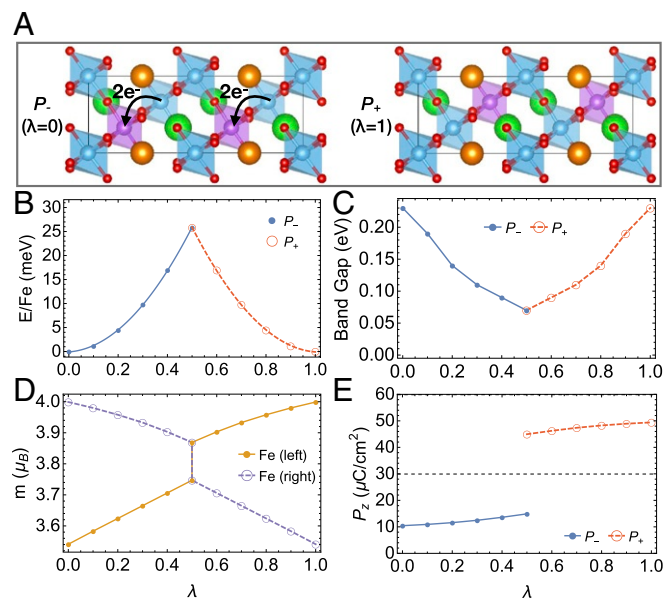 A
P₋
(λ=0)
2e⁻
2e⁻
P₊
(λ=1)
B
E/Fe (meV)
30
25
20
15
10
5
0
0.0 0.2 0.4 0.6 0.8 1.0
P₋
P₊
C
Band Gap (eV)
0.20
0.15
0.10
0.05
0.00
0.0 0.2 0.4 0.6 0.8 1.0
P₋ P₊
D
m (μB)
4.0
3.9
3.8
3.7
3.6
0.0 0.2 0.4 0.6 0.8 1.0
λ
Fe (left)
Fe (right)
E
Pz (μC/cm²)
60
50
40
30
20
10
0
0.0 0.2 0.4 0.6 0.8 1.0
λ
P₋ P₊